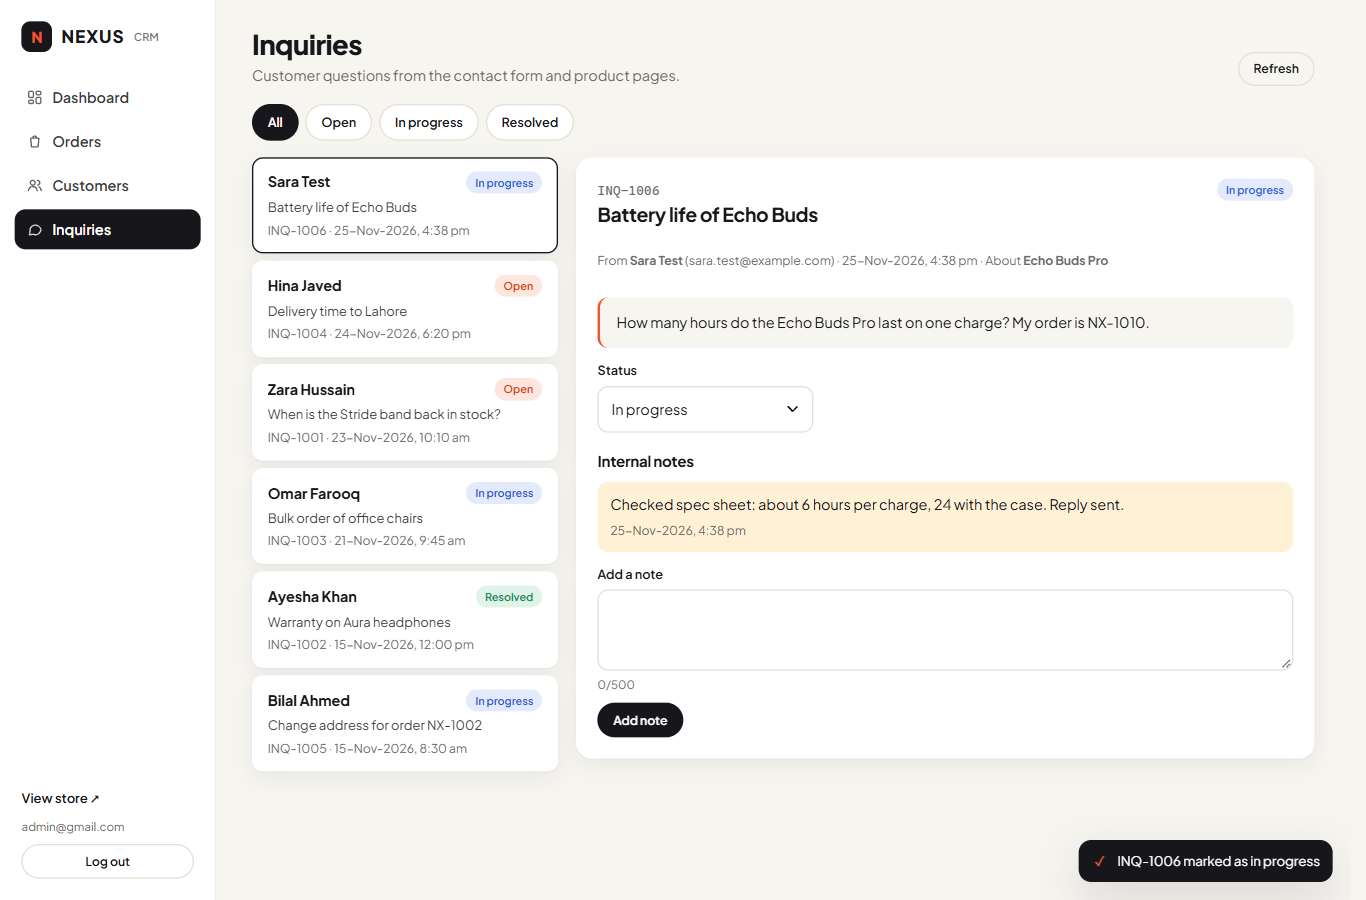 N NEXUS CRM
Dashboard
Orders
Customers
Inquiries
View store ↗
admin@gmail.com
Log out
Inquiries
Customer questions from the contact form and product pages.
Refresh
All Open In progress Resolved
Sara Test In progress
Battery life of Echo Buds
INQ-1006 · 25-Nov-2026, 4:38 pm
Hina Javed Open
Delivery time to Lahore
INQ-1004 · 24-Nov-2026, 6:20 pm
Zara Hussain Open
When is the Stride band back in stock?
INQ-1001 · 23-Nov-2026, 10:10 am
Omar Farooq In progress
Bulk order of office chairs
INQ-1003 · 21-Nov-2026, 9:45 am
Ayesha Khan Resolved
Warranty on Aura headphones
INQ-1002 · 15-Nov-2026, 12:00 pm
Bilal Ahmed In progress
Change address for order NX-1002
INQ-1005 · 15-Nov-2026, 8:30 am
INQ-1006 In progress
Battery life of Echo Buds
From Sara Test (sara.test@example.com) · 25-Nov-2026, 4:38 pm · About Echo Buds Pro
How many hours do the Echo Buds Pro last on one charge? My order is NX-1010.
Status
In progress
Internal notes
Checked spec sheet: about 6 hours per charge, 24 with the case. Reply sent.
25-Nov-2026, 4:38 pm
Add a note
0/500
Add note
✓ INQ-1006 marked as in progress